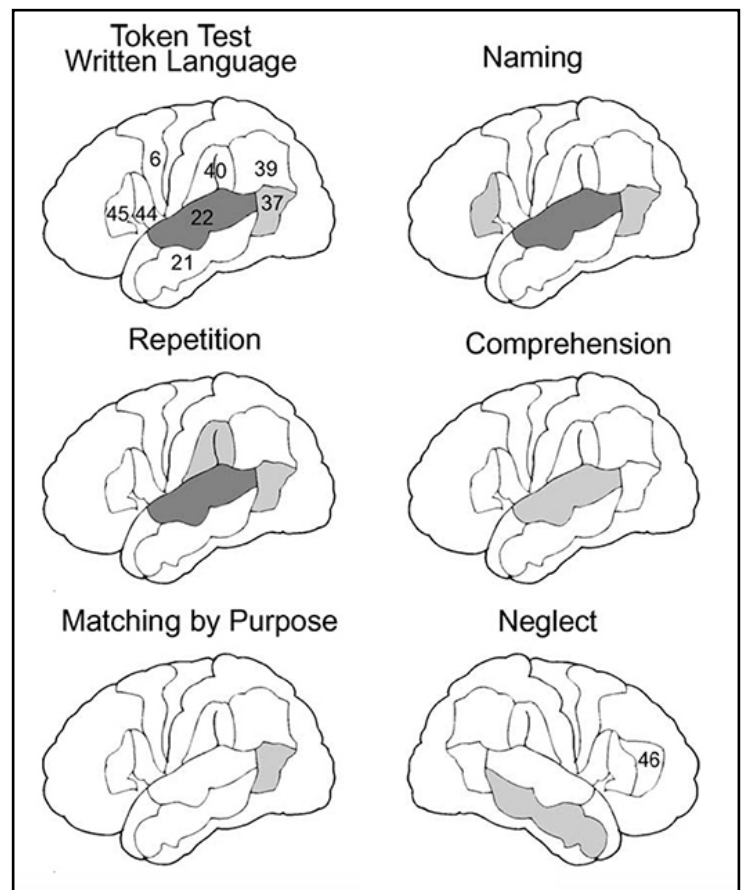 Token Test
Written Language
Naming
6
40
39
45
44
22
37
21
Repetition
Comprehension
Matching by Purpose
Neglect
46